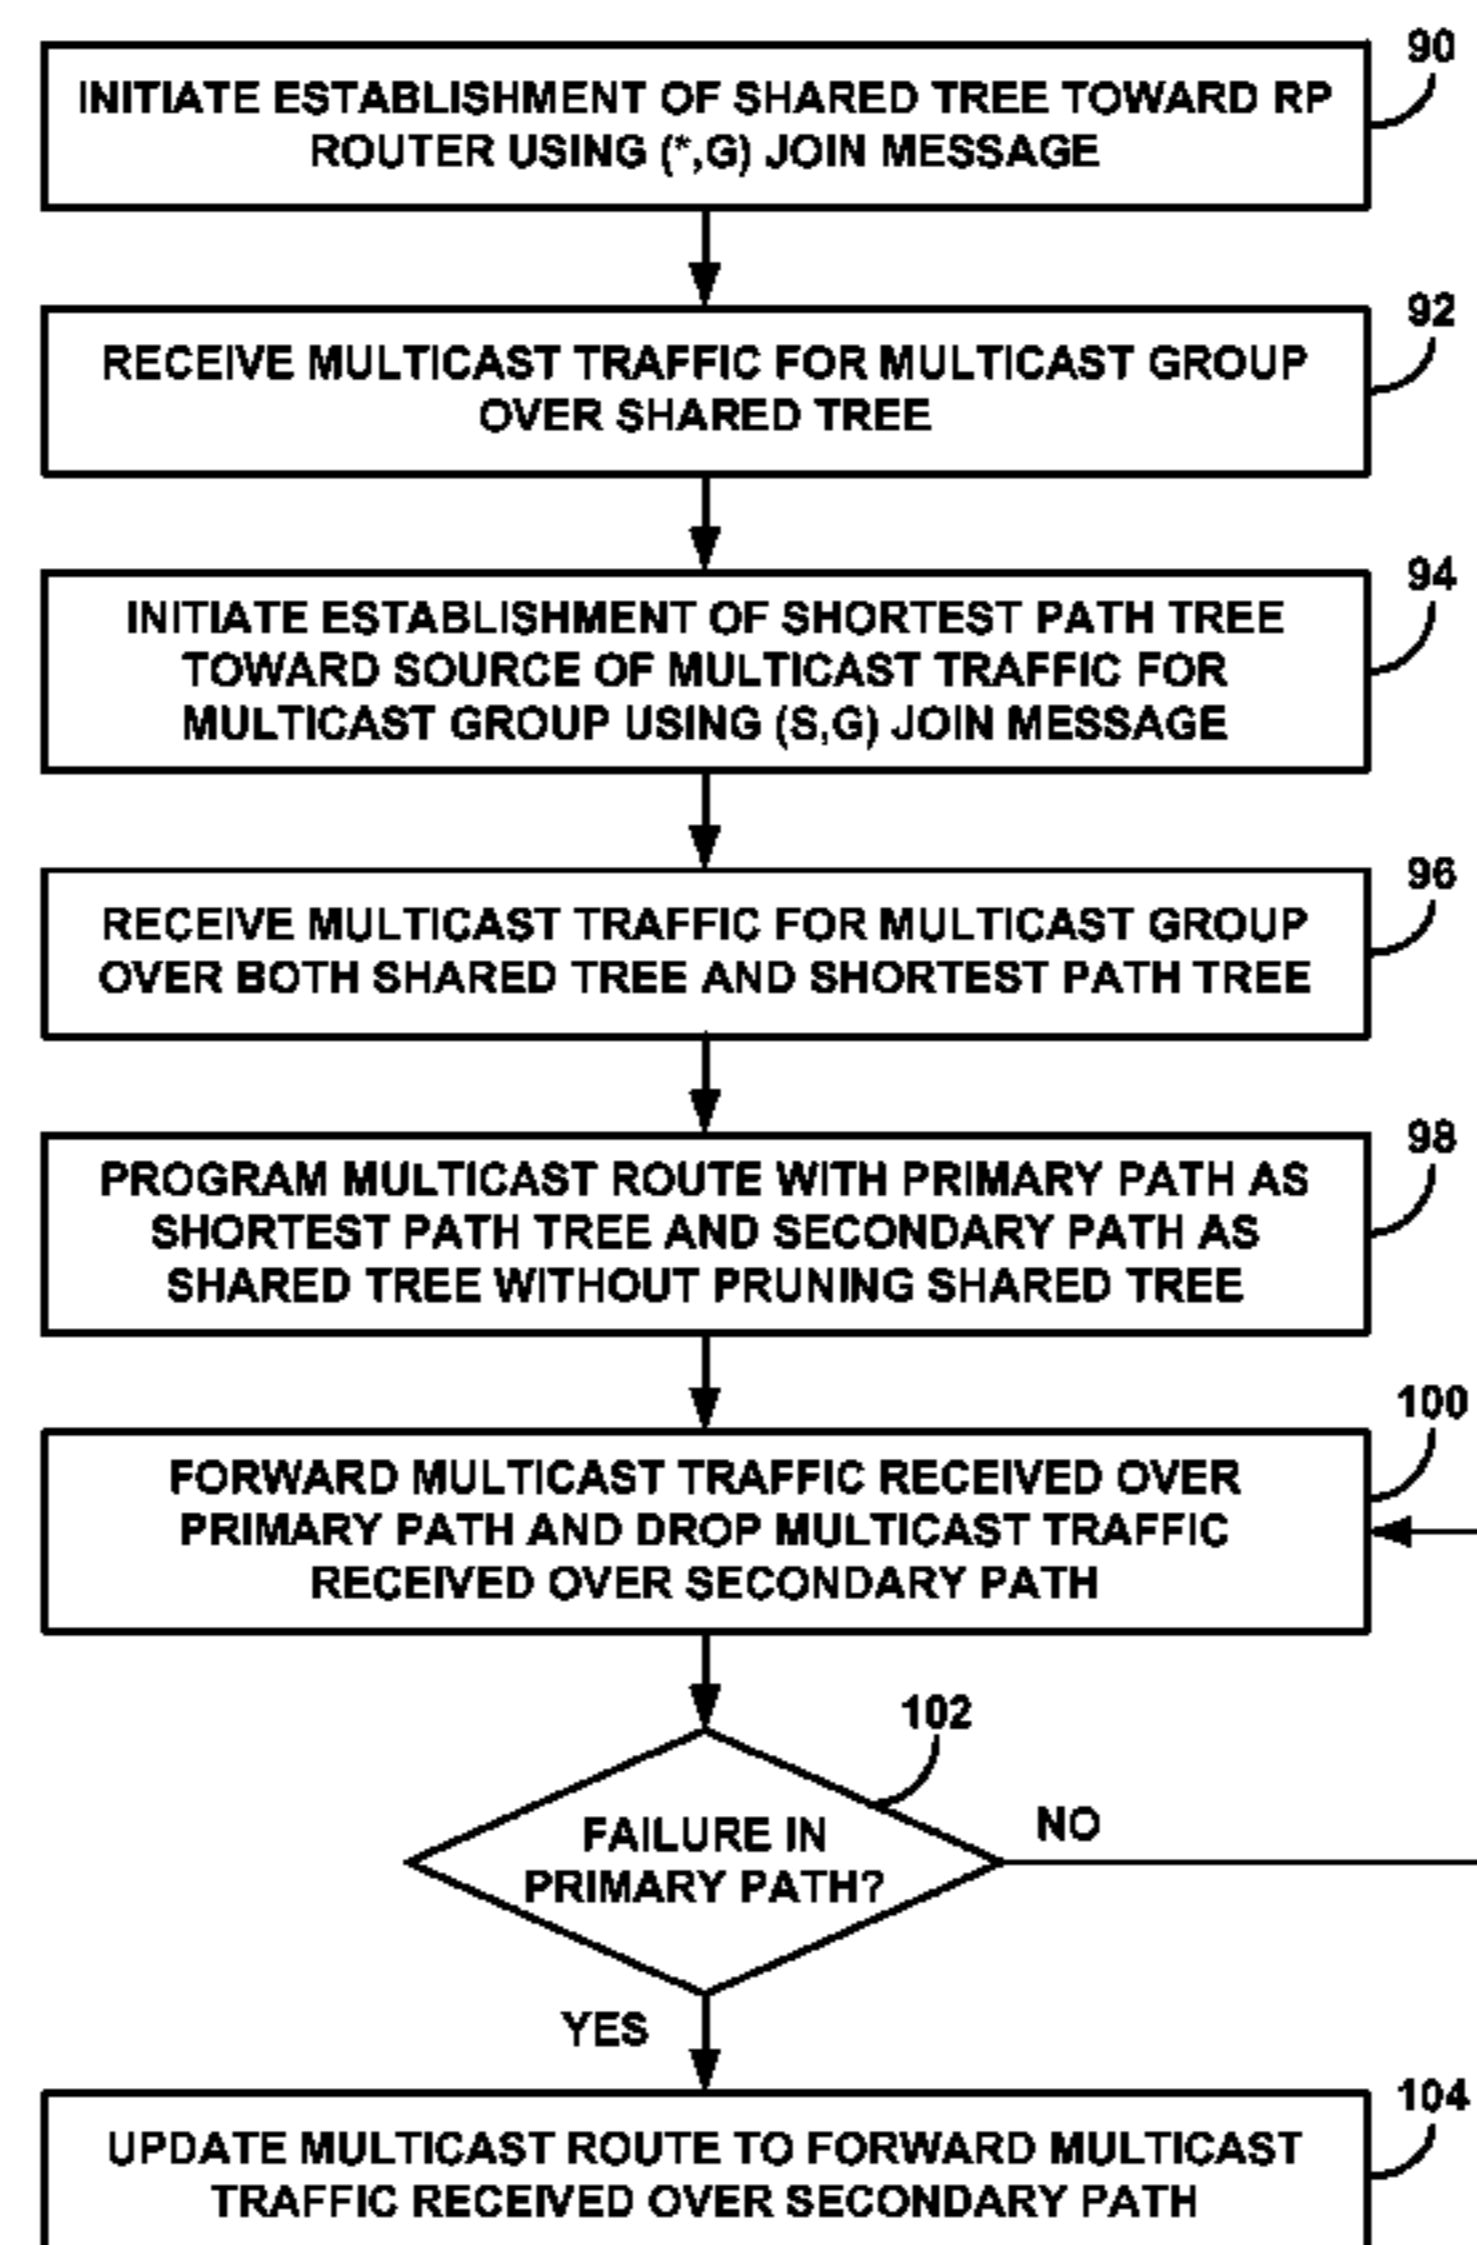 90
INITIATE ESTABLISHMENT OF SHARED TREE TOWARD RP
ROUTER USING (*,G) JOIN MESSAGE
92
RECEIVE MULTICAST TRAFFIC FOR MULTICAST GROUP
OVER SHARED TREE
94
INITIATE ESTABLISHMENT OF SHORTEST PATH TREE
TOWARD SOURCE OF MULTICAST TRAFFIC FOR
MULTICAST GROUP USING (S,G) JOIN MESSAGE
96
RECEIVE MULTICAST TRAFFIC FOR MULTICAST GROUP
OVER BOTH SHARED TREE AND SHORTEST PATH TREE
98
PROGRAM MULTICAST ROUTE WITH PRIMARY PATH AS
SHORTEST PATH TREE AND SECONDARY PATH AS
SHARED TREE WITHOUT PRUNING SHARED TREE
100
FORWARD MULTICAST TRAFFIC RECEIVED OVER
PRIMARY PATH AND DROP MULTICAST TRAFFIC
RECEIVED OVER SECONDARY PATH
102
FAILURE IN
PRIMARY PATH?
NO
YES
104
UPDATE MULTICAST ROUTE TO FORWARD MULTICAST
TRAFFIC RECEIVED OVER SECONDARY PATH